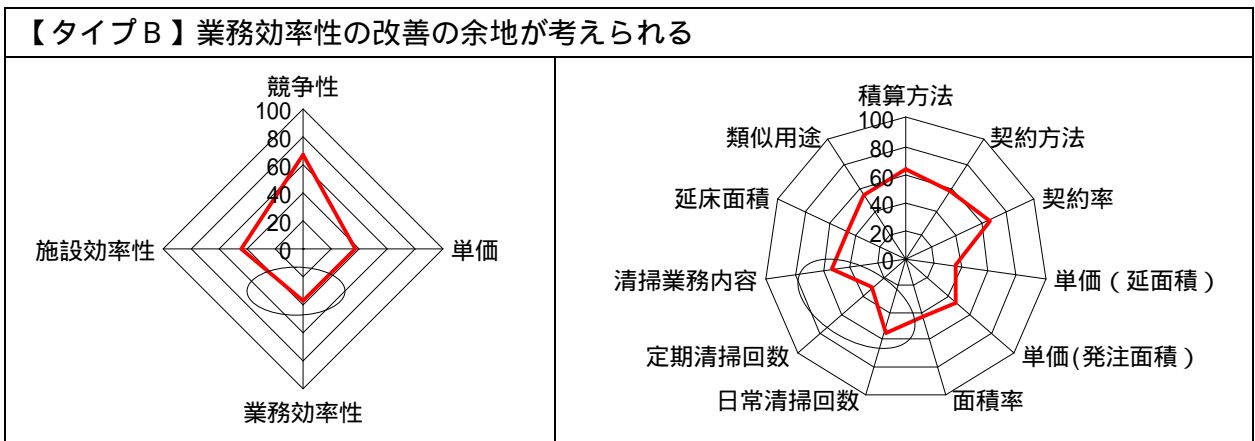 【タイプB】業務効率性の改善の余地が考えられる
競争性
100
80
60
40
20
0
施設効率性
単価
業務効率性
積算方法
100
80
60
40
20
0
類似用途
契約方法
延床面積
契約率
清掃業務内容
単価(延面積)
定期清掃回数
単価(発注面積)
日常清掃回数
面積率